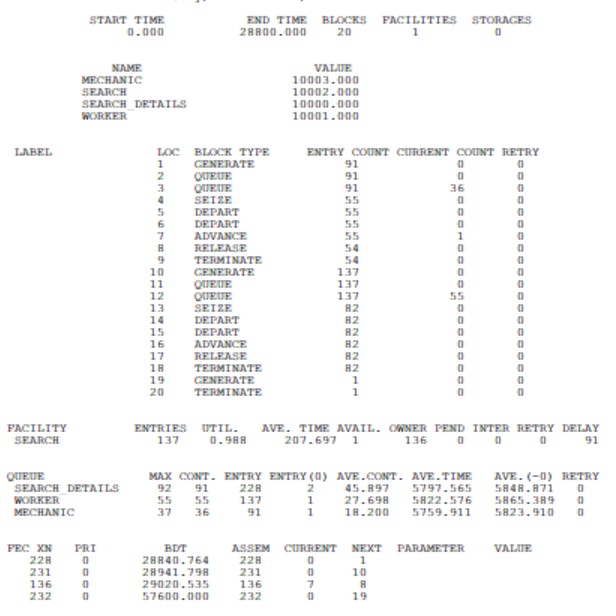 START TIME END TIME BLOCKS FACILITIES STORAGES
0.000 28800.000 20 1 0
NAME VALUE
MECHANIC 10003.000
SEARCH 10002.000
SEARCH_DETAILS 10000.000
WORKER 10001.000
LABEL LOC BLOCK TYPE ENTRY COUNT CURRENT COUNT RETRY
1 GENERATE 91 0 0
2 QUEUE 91 0 0
3 QUEUE 91 36 0
4 SEIZE 55 0 0
5 DEPART 55 0 0
6 DEPART 55 0 0
7 ADVANCE 55 1 0
8 RELEASE 54 0 0
9 TERMINATE 54 0 0
10 GENERATE 137 0 0
11 QUEUE 137 0 0
12 QUEUE 137 55 0
13 SEIZE 82 0 0
14 DEPART 82 0 0
15 DEPART 82 0 0
16 ADVANCE 82 0 0
17 RELEASE 82 0 0
18 TERMINATE 82 0 0
19 GENERATE 1 0 0
20 TERMINATE 1 0 0
FACILITY ENTRIES UTIL. AVE. TIME AVAIL. OWNER PEND INTER RETRY DELAY
SEARCH 137 0.988 207.697 1 136 0 0 0 91
QUEUE MAX CONT. ENTRY ENTRY(0) AVE.CONT. AVE.TIME AVE.(-0) RETRY
SEARCH_DETAILS 92 91 228 2 45.897 5797.565 5848.871 0
WORKER 55 55 137 1 27.698 5822.576 5865.389 0
MECHANIC 37 36 91 1 18.200 5759.911 5823.910 0
FEC XN PRI BDT ASSEM CURRENT NEXT PARAMETER VALUE
228 0 28840.764 228 0 1
231 0 28941.798 231 0 10
136 0 29020.535 136 7 8
232 0 57600.000 232 0 19